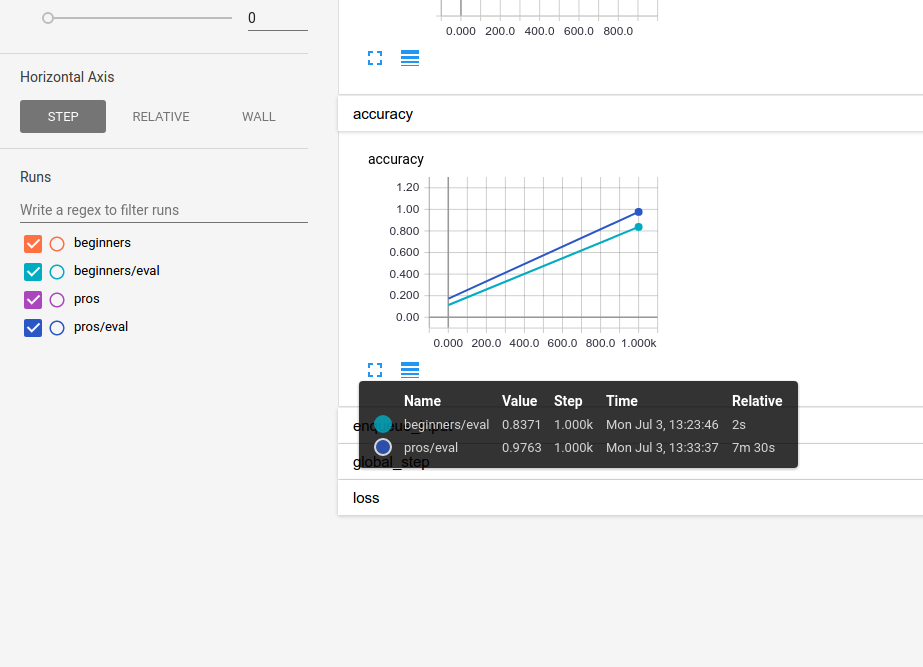 0
Horizontal Axis
STEP RELATIVE WALL
Runs
Write a regex to filter runs
beginners
beginners/eval
pros
pros/eval
0.000 200.0 400.0 600.0 800.0
accuracy
accuracy
1.20
1.00
0.800
0.600
0.400
0.200
0.00
0.000 200.0 400.0 600.0 800.0 1.000k
Name Value Step Time Relative
beginners/eval 0.8371 1.000k Mon Jul 3, 13:23:46 2s
pros/eval 0.9763 1.000k Mon Jul 3, 13:33:37 7m 30s
global_step
loss